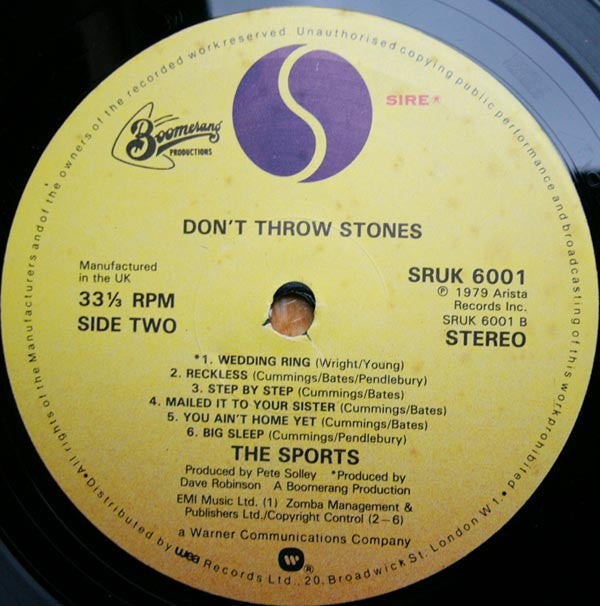 • All rights of the Manufacturers and of the owners of the recorded work reserved. Unauthorised copying public performance and broadcasting of this work prohibited.
SIRE
Boomerang
PRODUCTIONS
DON'T THROW STONES
Manufactured
in the UK
33⅓ RPM
SIDE TWO
SRUK 6001
℗ 1979 Arista
Records Inc.
SRUK 6001 B
STEREO
*1. WEDDING RING (Wright/Young)
2. RECKLESS (Cummings/Bates/Pendlebury)
3. STEP BY STEP (Cummings/Bates)
4. MAILED IT TO YOUR SISTER (Cummings/Bates)
5. YOU AIN'T HOME YET (Cummings/Bates)
6. BIG SLEEP (Cummings/Pendlebury)
THE SPORTS
Produced by Pete Solley *Produced by
Dave Robinson A Boomerang Production
EMI Music Ltd. (1) Zomba Management &
Publishers Ltd./Copyright Control (2–6)
a Warner Communications Company
W®
• Distributed by wea Records Ltd., 20, Broadwick St. London W1. •